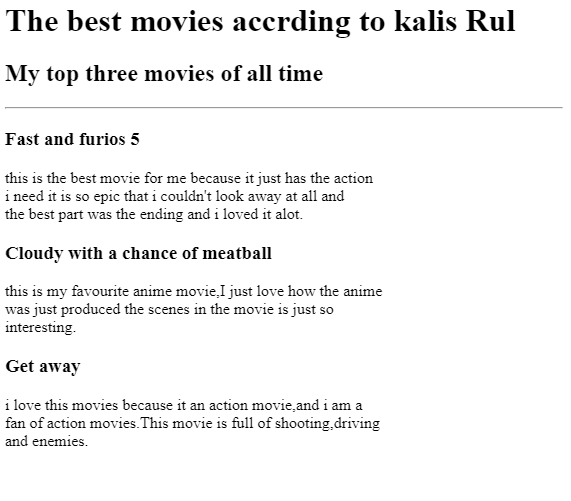 The best movies accrding to kalis Rul
My top three movies of all time
Fast and furios 5
this is the best movie for me because it just has the action
i need it is so epic that i couldn't look away at all and
the best part was the ending and i loved it alot.
Cloudy with a chance of meatball
this is my favourite anime movie,I just love how the anime
was just produced the scenes in the movie is just so
interesting.
Get away
i love this movies because it an action movie,and i am a
fan of action movies.This movie is full of shooting,driving
and enemies.